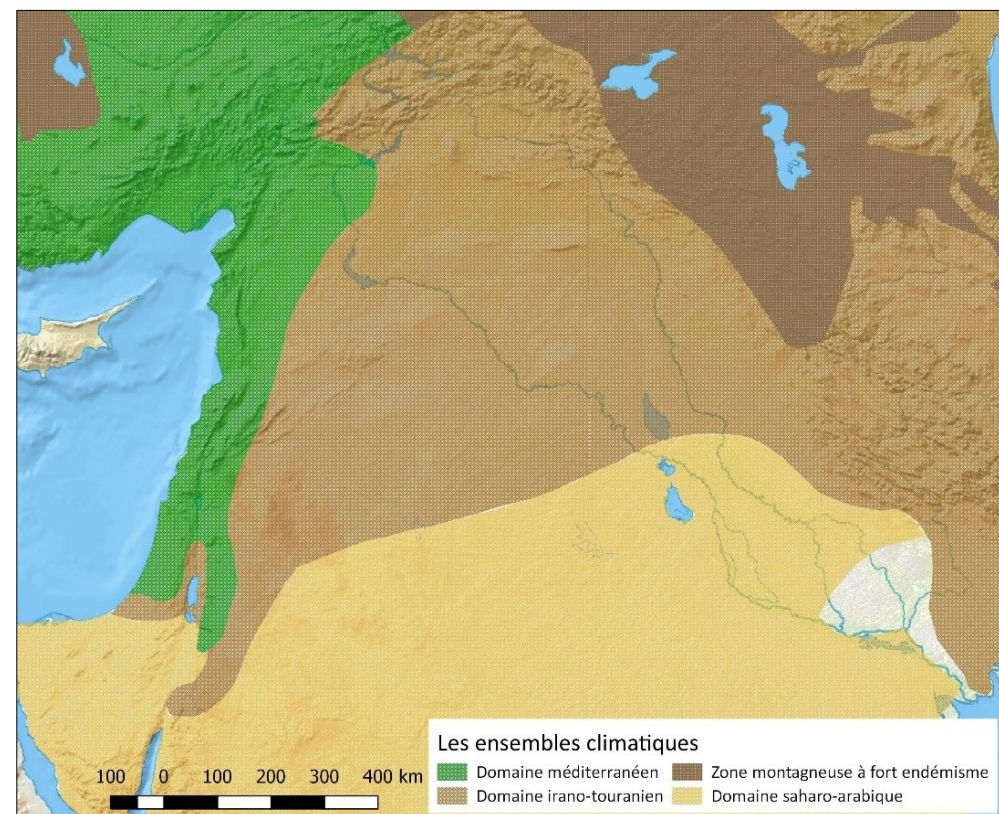 Les ensembles climatiques
Domaine méditerranéen
Zone montagneuse à fort endémisme
Domaine irano-touranien
Domaine saharo-arabique
100 0 100 200 300 400 km